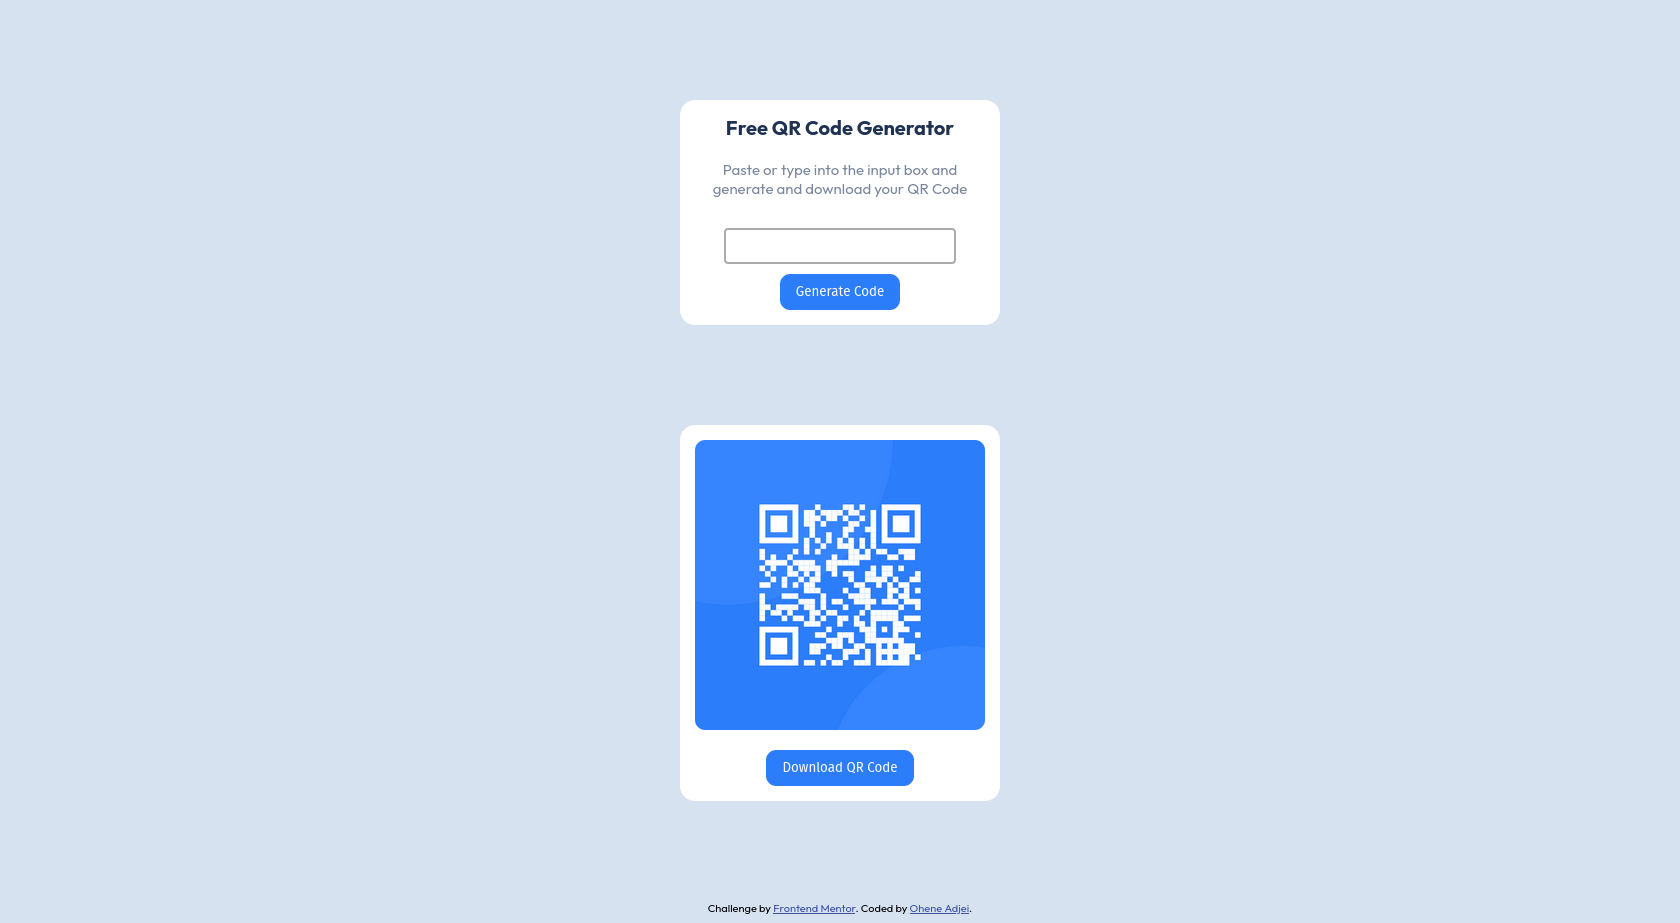 Free QR Code Generator
Paste or type into the input box and
generate and download your QR Code
Generate Code
Download QR Code
Challenge by Frontend Mentor. Coded by Ohene Adjei.